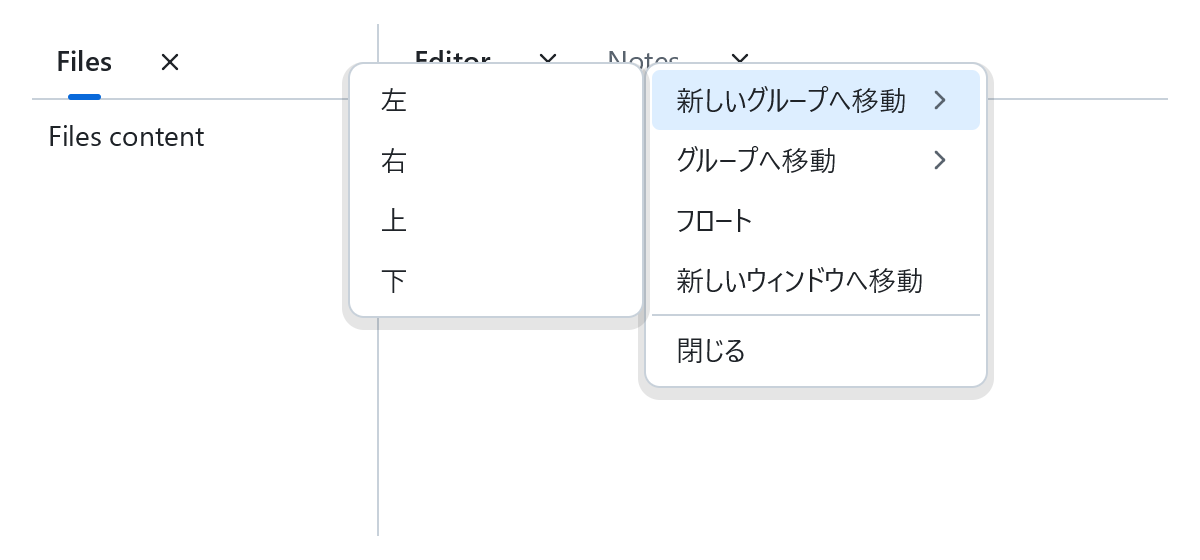 Files
Editor
Notes
Files content
左
右
上
下
新しいグループへ移動
グループへ移動
フロート
新しいウィンドウへ移動
閉じる